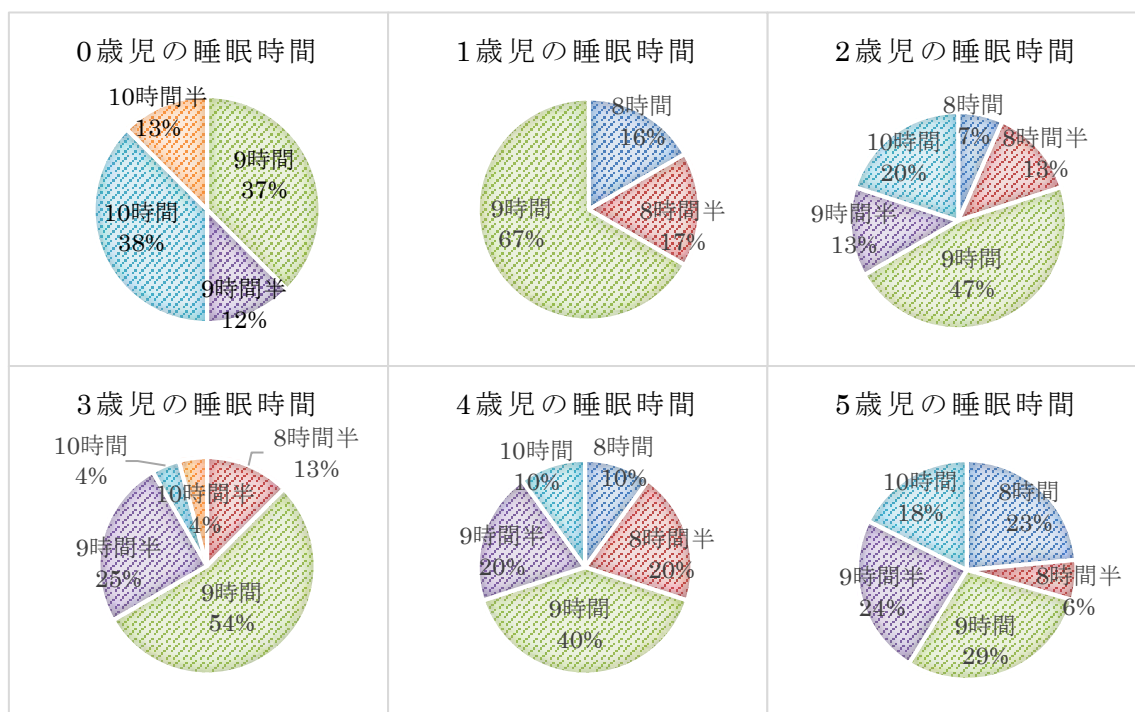 0歳児の睡眠時間
10時間半
13%
9時間
37%
10時間
38%
9時間半
12%
1歳児の睡眠時間
8時間
16%
8時間半
17%
9時間
67%
2歳児の睡眠時間
8時間
7%
8時間半
13%
10時間
20%
9時間半
13%
9時間
47%
3歳児の睡眠時間
10時間
4%
8時間半
13%
10時間半
4%
9時間半
25%
9時間
54%
4歳児の睡眠時間
10時間
10%
8時間
10%
9時間半
20%
8時間半
20%
9時間
40%
5歳児の睡眠時間
10時間
18%
8時間
23%
9時間半
24%
8時間半
6%
9時間
29%